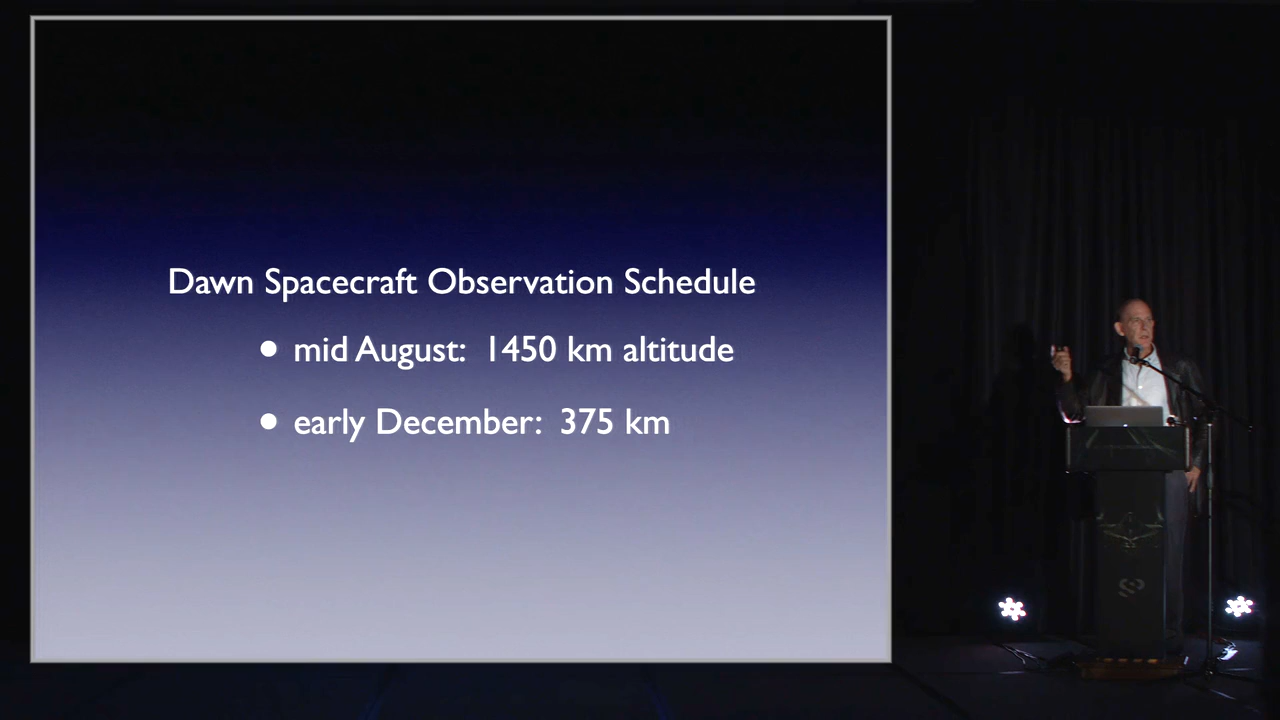 Dawn Spacecraft Observation Schedule
• mid August: 1450 km altitude
• early December: 375 km